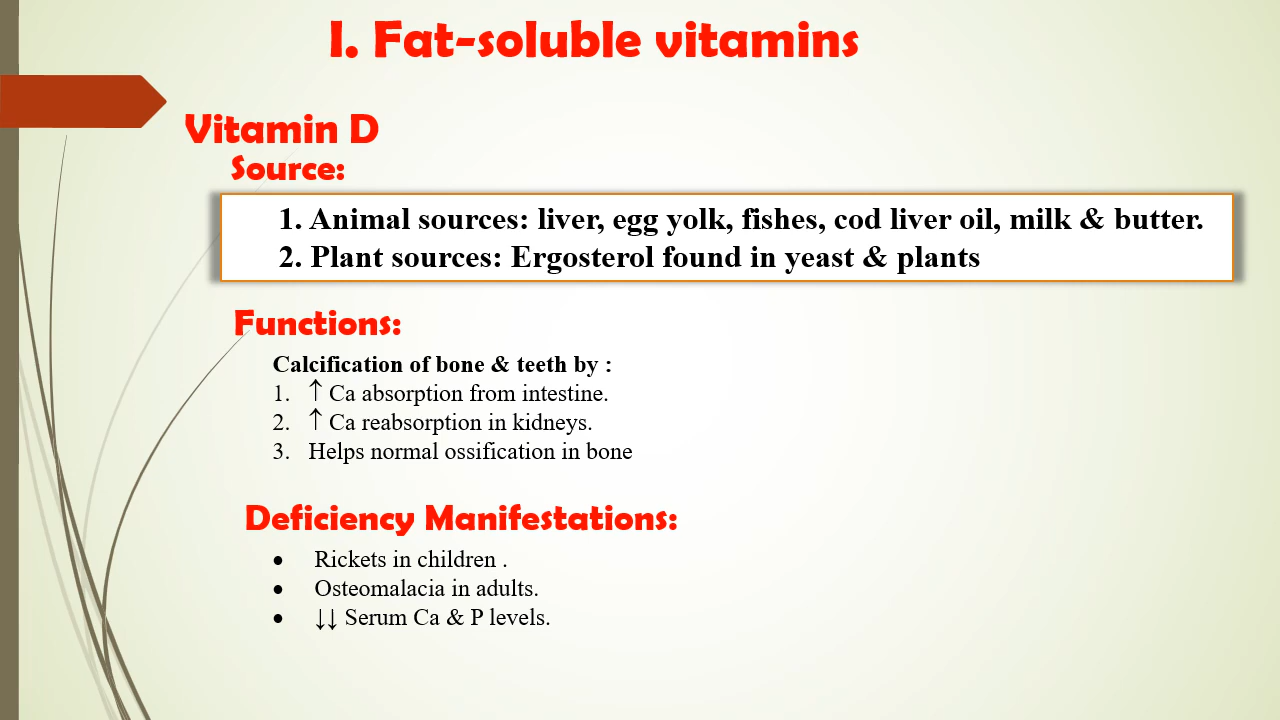 I. Fat-soluble vitamins
Vitamin D
Source:
1. Animal sources: liver, egg yolk, fishes, cod liver oil, milk & butter.
2. Plant sources: Ergosterol found in yeast & plants
Functions:
Calcification of bone & teeth by :
1. ↑ Ca absorption from intestine.
2. ↑ Ca reabsorption in kidneys.
3. Helps normal ossification in bone
Deficiency Manifestations:
• Rickets in children .
• Osteomalacia in adults.
• ↓↓ Serum Ca & P levels.